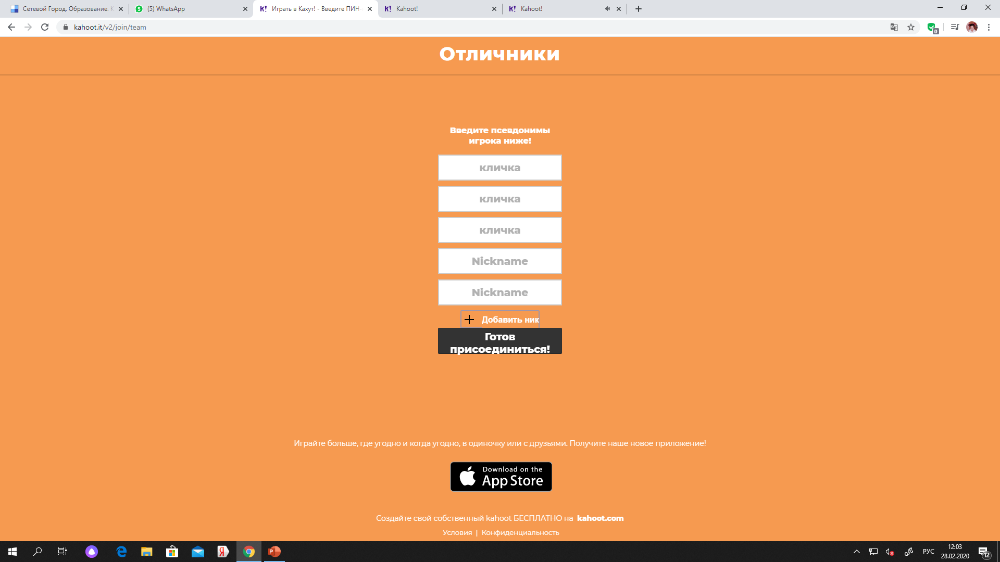 Сетевой Город. Образование.
(5) WhatsApp
Играть в Кахут! - Введите ПИН-
Kahoot!
Kahoot!
kahoot.it/v2/join/team
0
Отличники
Введите псевдонимы
игрока ниже!
кличка
кличка
кличка
Nickname
Nickname
Добавить ник
Готов
присоединиться!
Играйте больше, где угодно и когда угодно, в одиночку или с друзьями. Получите наше новое приложение!
Download on the
App Store
Создайте свой собственный kahoot БЕСПЛАТНО на kahoot.com
Условия | Конфиденциальность
РУС
12:03
28.02.2020
12